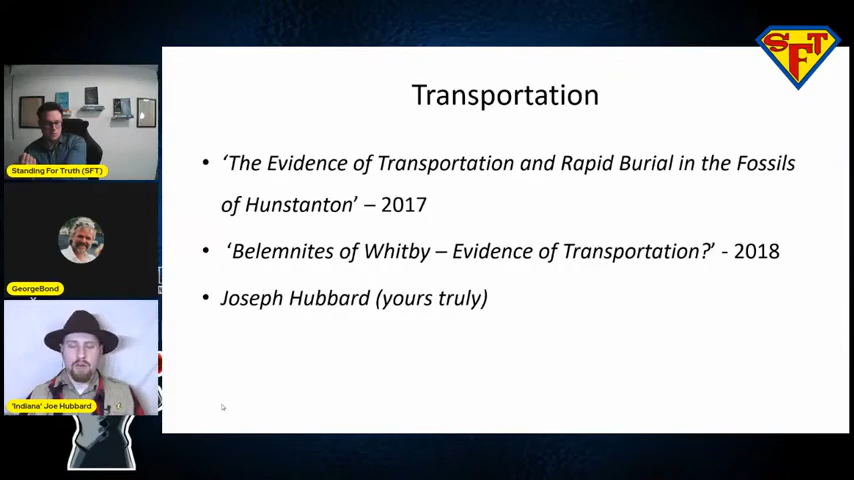 SFT
Transportation
• ‘The Evidence of Transportation and Rapid Burial in the Fossils
of Hunstanton’ – 2017
• ‘Belemnites of Whitby – Evidence of Transportation?’ - 2018
• Joseph Hubbard (yours truly)
Standing For Truth (SFT)
GeorgeBond
'Indiana' Joe Hubbard